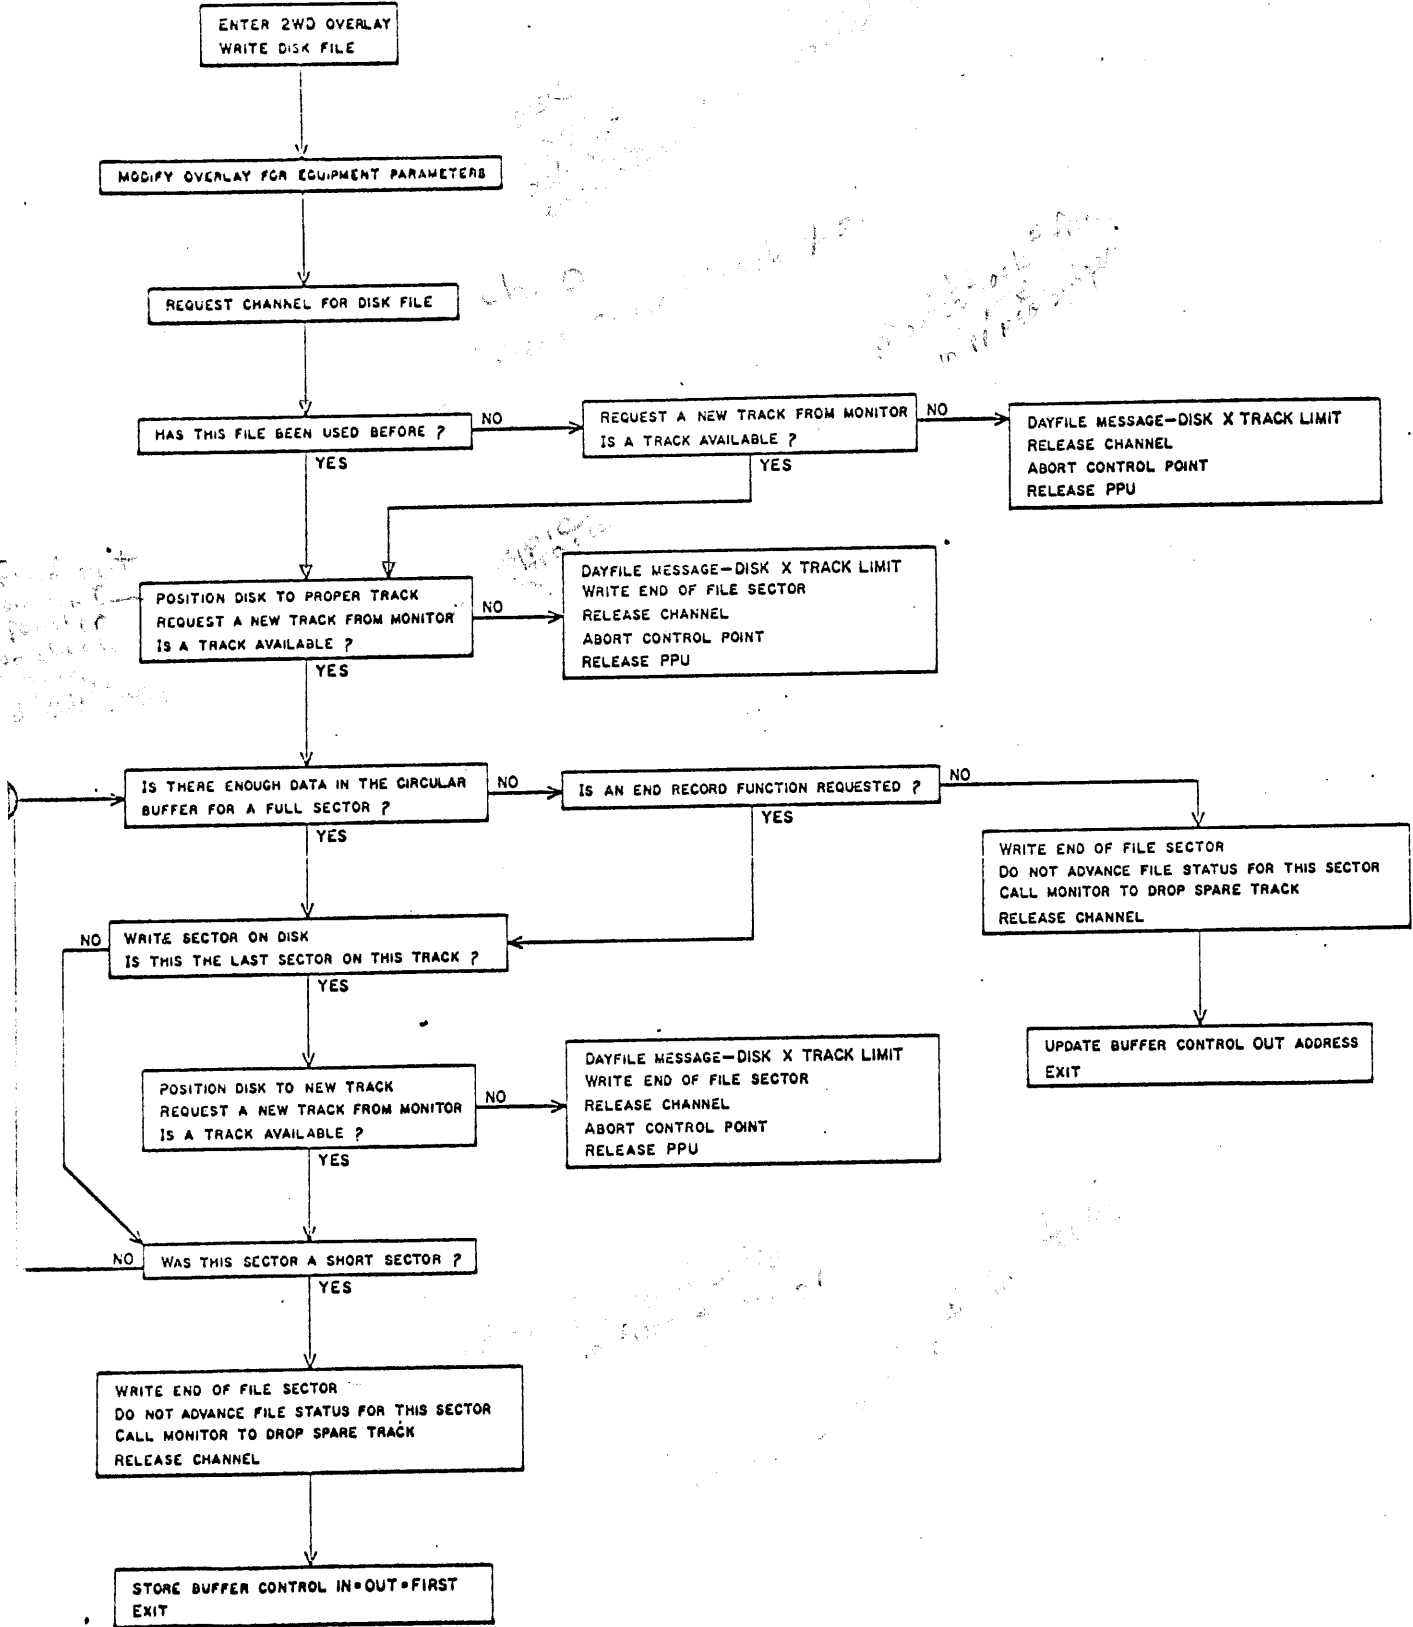 ENTER 2WD OVERLAY
WRITE DISK FILE
MODIFY OVERLAY FOR EQUIPMENT PARAMETERS
REQUEST CHANNEL FOR DISK FILE
HAS THIS FILE BEEN USED BEFORE ?
NO
YES
REQUEST A NEW TRACK FROM MONITOR
IS A TRACK AVAILABLE ?
NO
YES
DAYFILE MESSAGE-DISK X TRACK LIMIT
RELEASE CHANNEL
ABORT CONTROL POINT
RELEASE PPU
POSITION DISK TO PROPER TRACK
REQUEST A NEW TRACK FROM MONITOR
IS A TRACK AVAILABLE ?
NO
YES
DAYFILE MESSAGE-DISK X TRACK LIMIT
WRITE END OF FILE SECTOR
RELEASE CHANNEL
ABORT CONTROL POINT
RELEASE PPU
IS THERE ENOUGH DATA IN THE CIRCULAR
BUFFER FOR A FULL SECTOR ?
NO
YES
IS AN END RECORD FUNCTION REQUESTED ?
NO
YES
WRITE END OF FILE SECTOR
DO NOT ADVANCE FILE STATUS FOR THIS SECTOR
CALL MONITOR TO DROP SPARE TRACK
RELEASE CHANNEL
NO
WRITE SECTOR ON DISK
IS THIS THE LAST SECTOR ON THIS TRACK ?
YES
UPDATE BUFFER CONTROL OUT ADDRESS
EXIT
POSITION DISK TO NEW TRACK
REQUEST A NEW TRACK FROM MONITOR
IS A TRACK AVAILABLE ?
NO
YES
DAYFILE MESSAGE-DISK X TRACK LIMIT
WRITE END OF FILE SECTOR
RELEASE CHANNEL
ABORT CONTROL POINT
RELEASE PPU
NO
WAS THIS SECTOR A SHORT SECTOR ?
YES
WRITE END OF FILE SECTOR
DO NOT ADVANCE FILE STATUS FOR THIS SECTOR
CALL MONITOR TO DROP SPARE TRACK
RELEASE CHANNEL
STORE BUFFER CONTROL IN=OUT=FIRST
EXIT